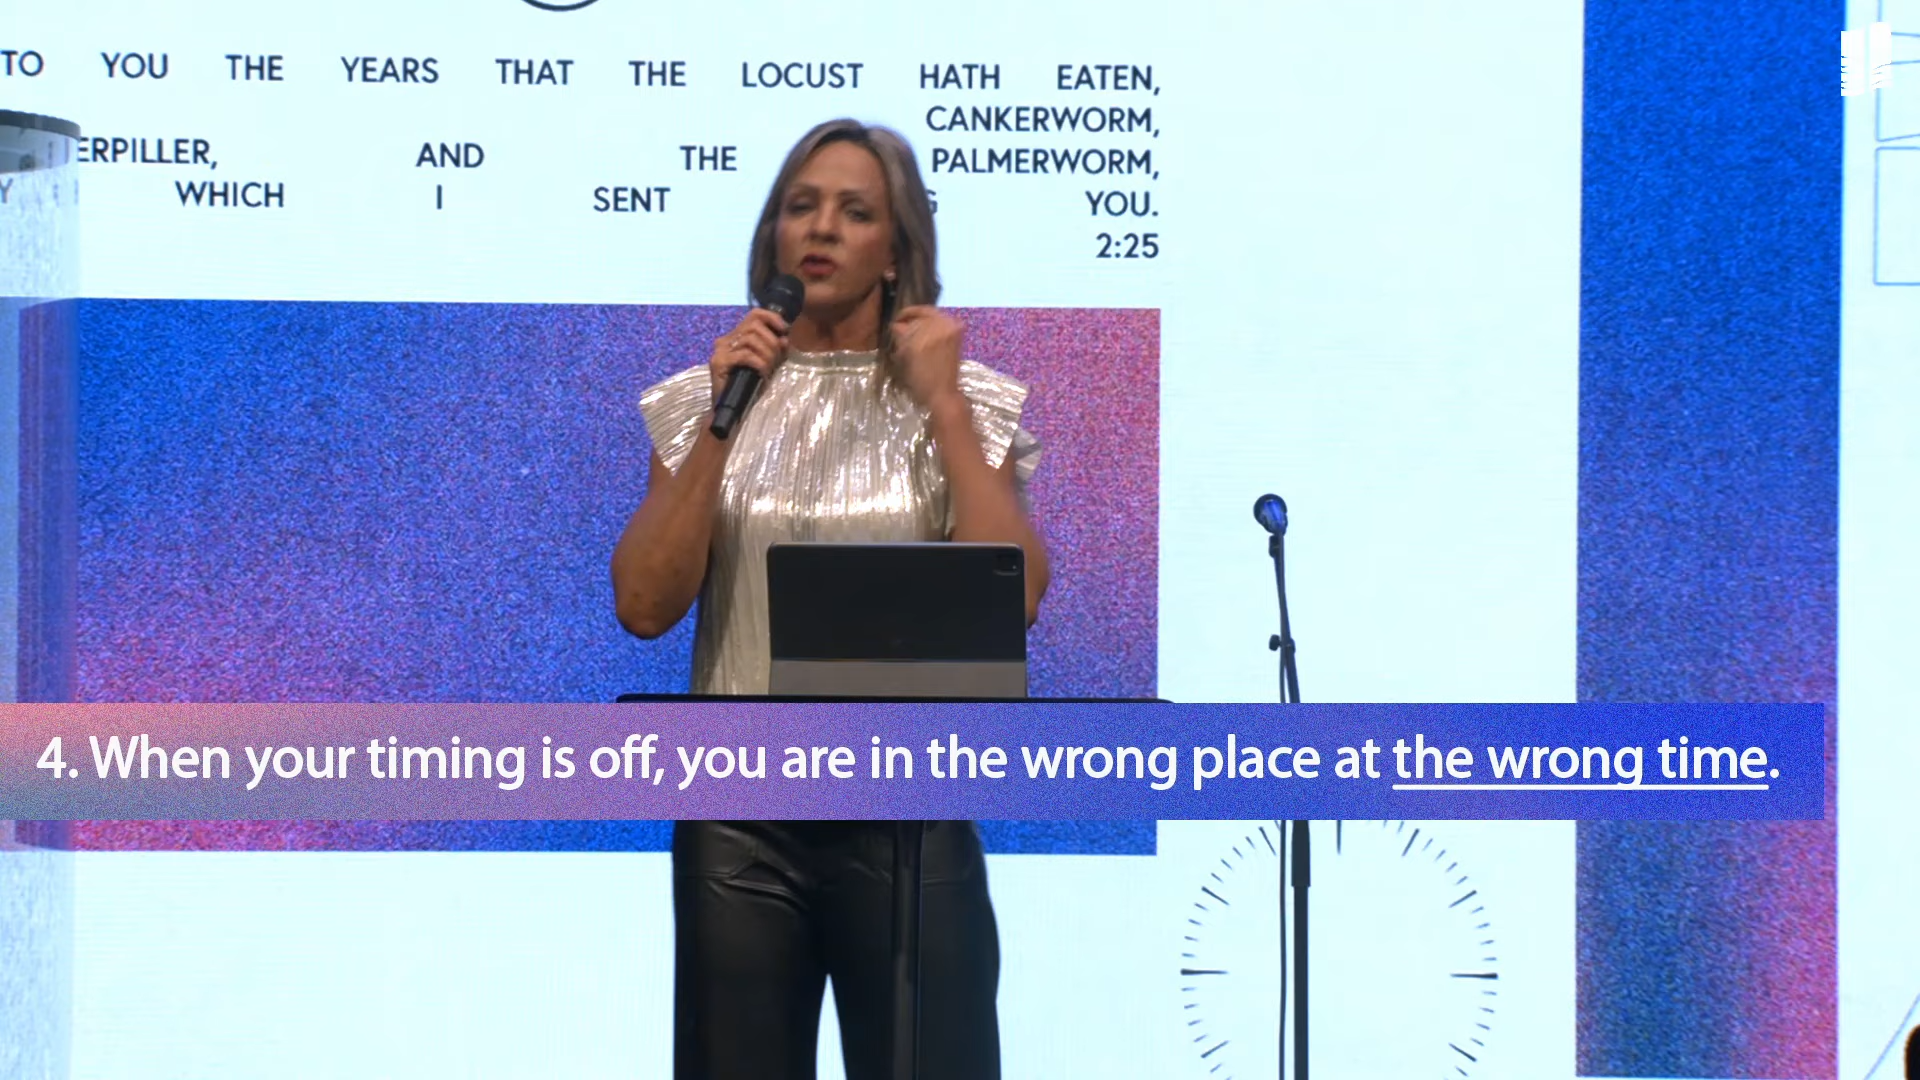 TO YOU THE YEARS THAT THE LOCUST HATH EATEN,
CANKERWORM,
ERPILLER, AND THE PALMERWORM,
WHICH I SENT YOU.
2:25
4. When your timing is off, you are in the wrong place at the wrong time.